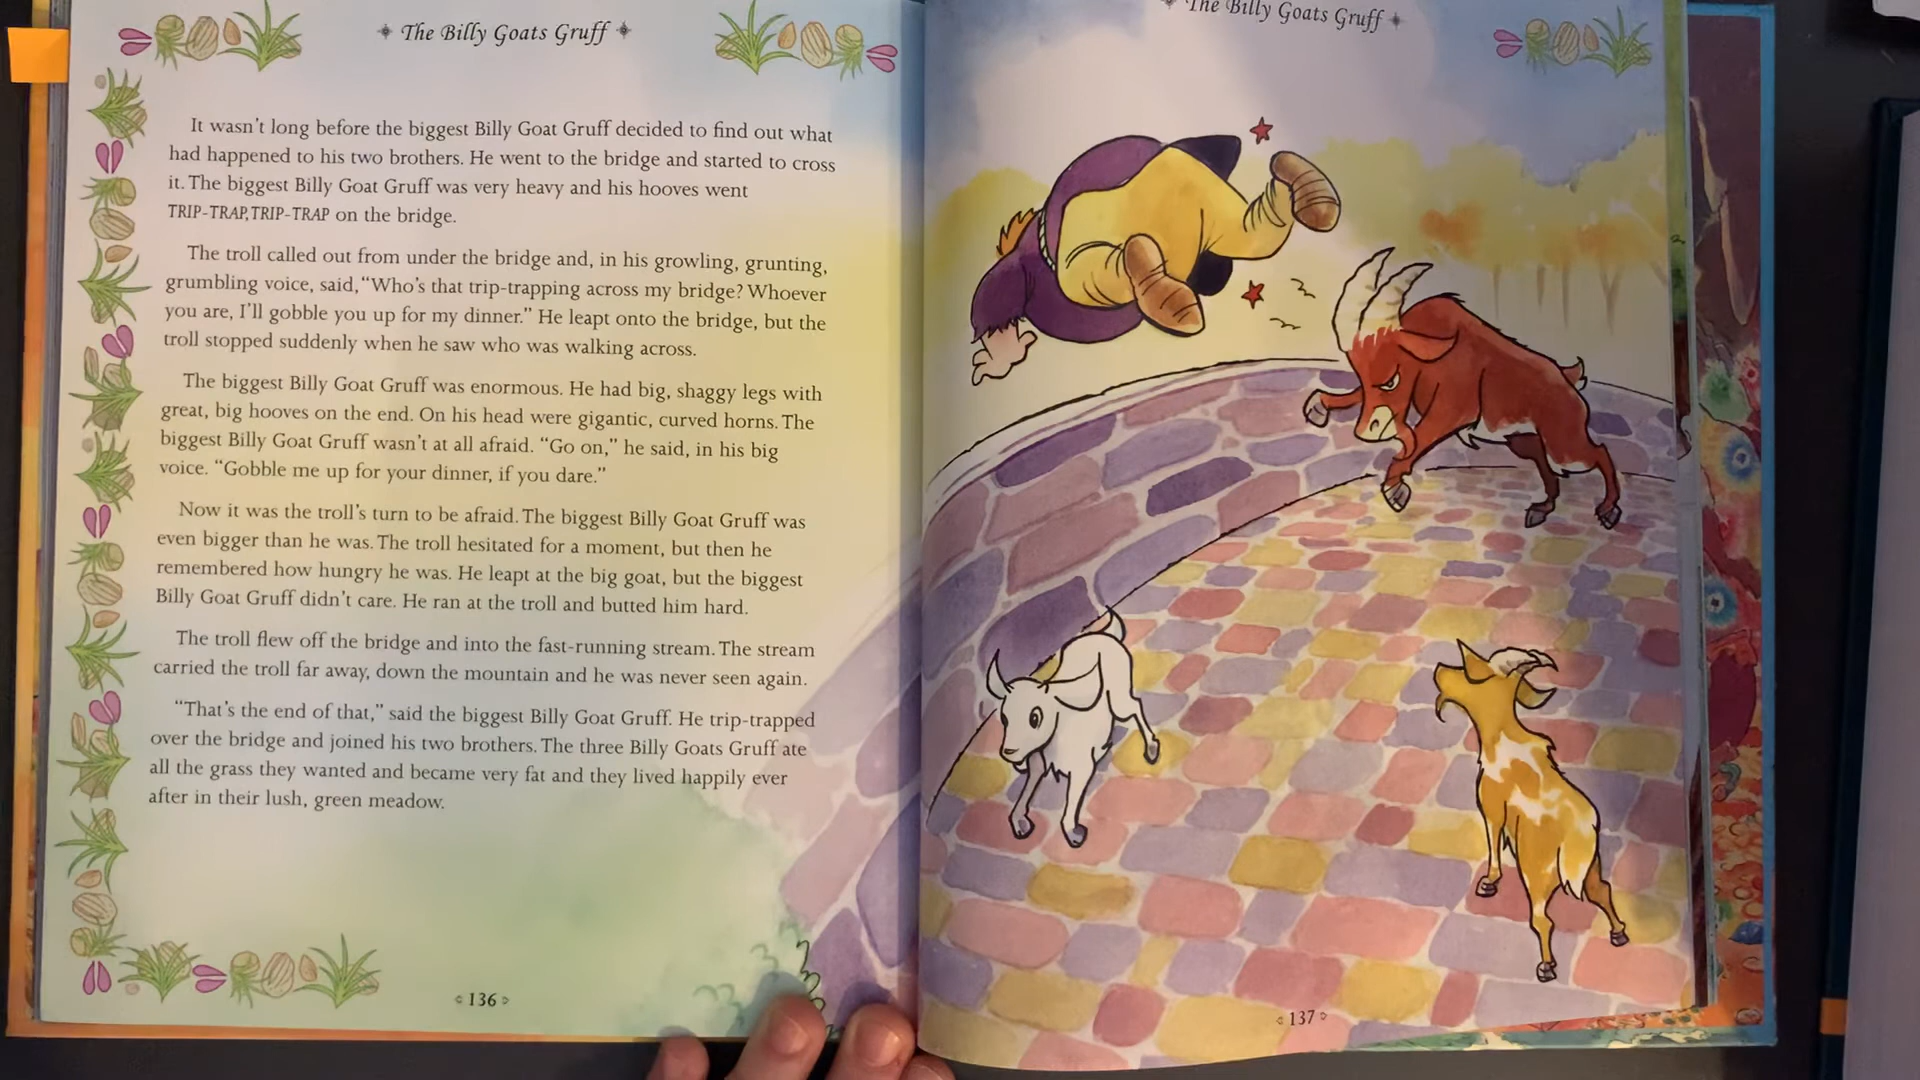 The Billy Goats Gruff
It wasn't long before the biggest Billy Goat Gruff decided to find out what
had happened to his two brothers. He went to the bridge and started to cross
it. The biggest Billy Goat Gruff was very heavy and his hooves went
TRIP-TRAP, TRIP-TRAP on the bridge.
The troll called out from under the bridge and, in his growling, grunting,
grumbling voice, said, “Who's that trip-trapping across my bridge? Whoever
you are, I'll gobble you up for my dinner.” He leapt onto the bridge, but the
troll stopped suddenly when he saw who was walking across.
The biggest Billy Goat Gruff was enormous. He had big, shaggy legs with
great, big hooves on the end. On his head were gigantic, curved horns. The
biggest Billy Goat Gruff wasn't at all afraid. “Go on,” he said, in his big
voice. “Gobble me up for your dinner, if you dare.”
Now it was the troll's turn to be afraid. The biggest Billy Goat Gruff was
even bigger than he was. The troll hesitated for a moment, but then he
remembered how hungry he was. He leapt at the big goat, but the biggest
Billy Goat Gruff didn't care. He ran at the troll and butted him hard.
The troll flew off the bridge and into the fast-running stream. The stream
carried the troll far away, down the mountain and he was never seen again.
“That's the end of that,” said the biggest Billy Goat Gruff. He trip-trapped
over the bridge and joined his two brothers. The three Billy Goats Gruff ate
all the grass they wanted and became very fat and they lived happily ever
after in their lush, green meadow.
136
The Billy Goats Gruff
137